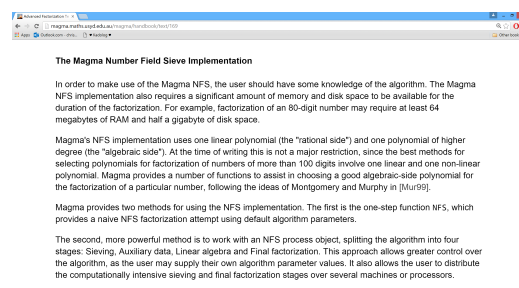 Advanced Factorization Te
magma.maths.usyd.edu.au/magma/handbook/text/169
Apps Outlook.com - chris... haoblog Other book
The Magma Number Field Sieve Implementation
In order to make use of the Magma NFS, the user should have some knowledge of the algorithm. The Magma
NFS implementation also requires a significant amount of memory and disk space to be available for the
duration of the factorization. For example, factorization of an 80-digit number may require at least 64
megabytes of RAM and half a gigabyte of disk space.
Magma's NFS implementation uses one linear polynomial (the "rational side") and one polynomial of higher
degree (the "algebraic side"). At the time of writing this is not a major restriction, since the best methods for
selecting polynomials for factorization of numbers of more than 100 digits involve one linear and one non-linear
polynomial. Magma provides a number of functions to assist in choosing a good algebraic-side polynomial for
the factorization of a particular number, following the ideas of Montgomery and Murphy in [Mur99].
Magma provides two methods for using the NFS implementation. The first is the one-step function NFS, which
provides a naive NFS factorization attempt using default algorithm parameters.
The second, more powerful method is to work with an NFS process object, splitting the algorithm into four
stages: Sieving, Auxiliary data, Linear algebra and Final factorization. This approach allows greater control over
the algorithm, as the user may supply their own algorithm parameter values. It also allows the user to distribute
the computationally intensive sieving and final factorization stages over several machines or processors.